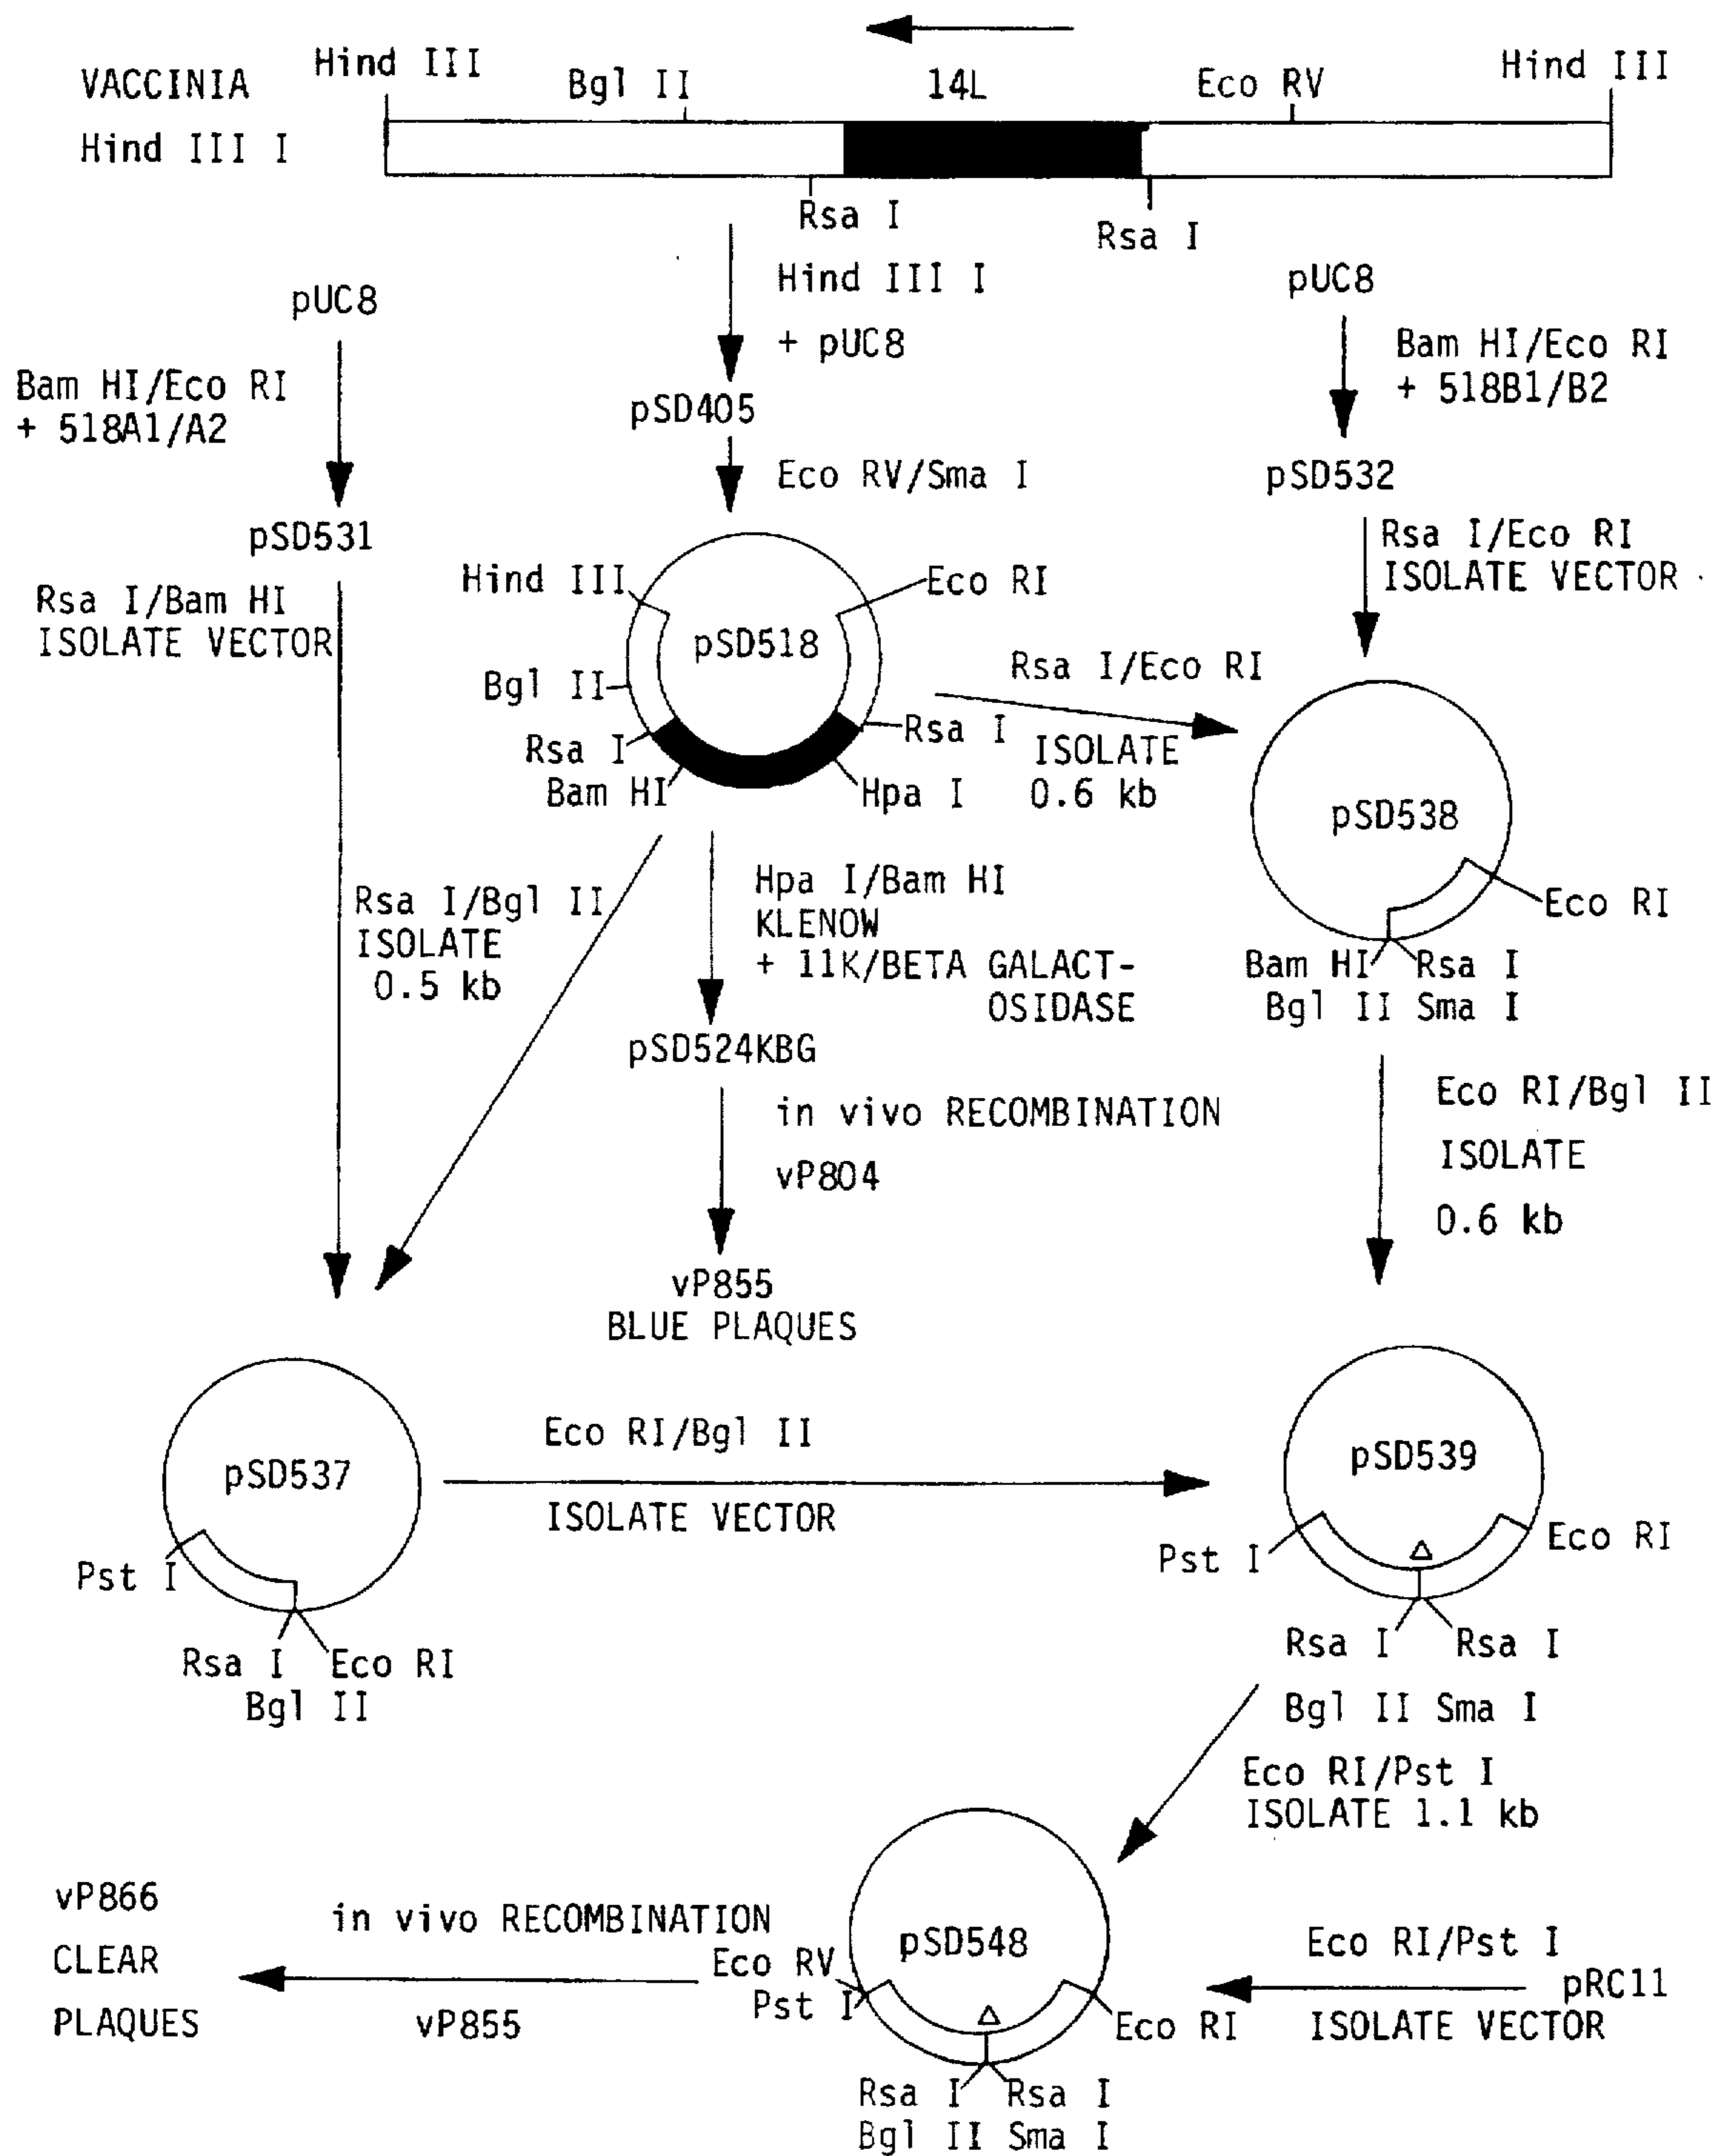 VACCINIA
Hind III I
Hind III
Bgl II
14L
Eco RV
Hind III
Rsa I
Rsa I
pUC8
Bam HI/Eco RI
+ 518A1/A2
pSD531
Rsa I/Bam HI
ISOLATE VECTOR
Hind III I
+ pUC8
pSD405
Eco RV/Sma I
pUC8
Bam HI/Eco RI
+ 518B1/B2
pSD532
Rsa I/Eco RI
ISOLATE VECTOR
Hind III
Eco RI
pSD518
Bgl II
Rsa I
Bam HI
Rsa I
Hpa I
Rsa I/Eco RI
ISOLATE
0.6 kb
pSD538
Eco RI
Bam HI
Rsa I
Bgl II
Sma I
Rsa I/Bgl II
ISOLATE
0.5 kb
Hpa I/Bam HI
KLENOW
+ 11K/BETA GALACT-
OSIDASE
pSD524KBG
in vivo RECOMBINATION
vP804
vP855
BLUE PLAQUES
Eco RI/Bgl II
ISOLATE
0.6 kb
pSD537
Pst I
Rsa I
Eco RI
Bgl II
Eco RI/Bgl II
ISOLATE VECTOR
pSD539
Pst I
Δ
Eco RI
Rsa I
Rsa I
Bgl II
Sma I
Eco RI/Pst I
ISOLATE 1.1 kb
pSD548
Eco RV
Pst I
Δ
Eco RI
Rsa I
Rsa I
Bgl II
Sma I
Eco RI/Pst I
pRC11
ISOLATE VECTOR
in vivo RECOMBINATION
vP855
vP866
CLEAR
PLAQUES